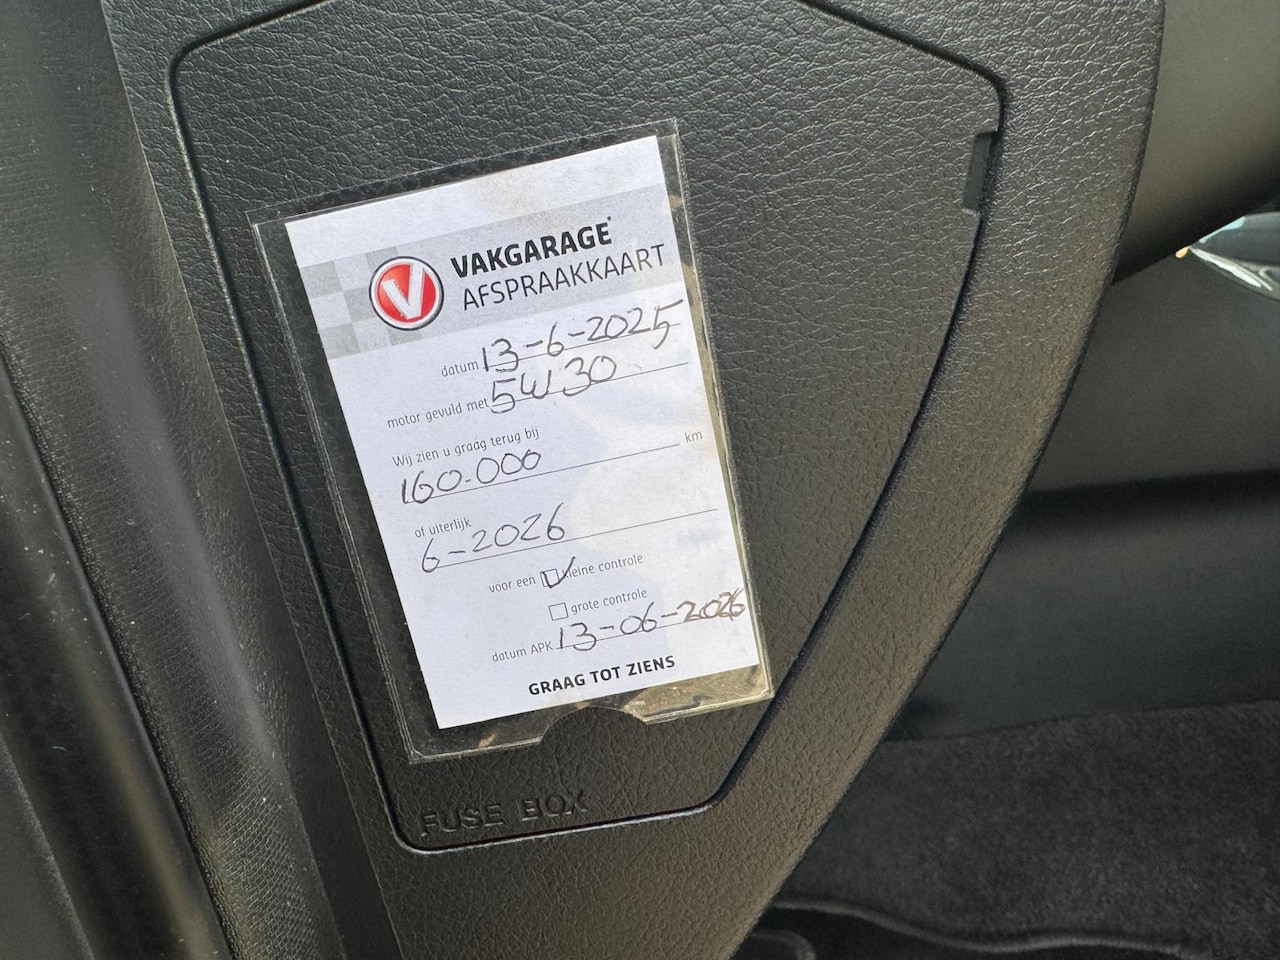 VAKGARAGE
AFSPRAAKKAART
datum 13-6-2025
motor gevuld met 5W30
Wij zien u graag terug bij
160.000 km
of uiterlijk
6-2026
voor een kleine controle
grote controle
datum APK 13-06-2026
GRAAG TOT ZIENS
FUSE BOX